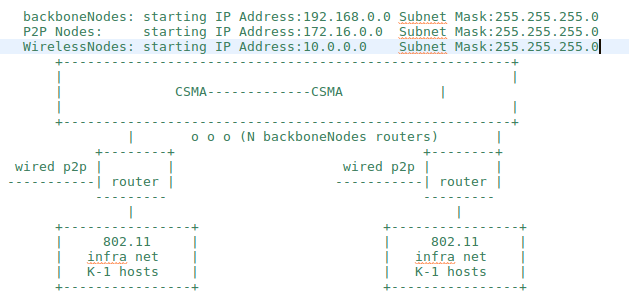 backboneNodes: starting IP Address:192.168.0.0 Subnet Mask:255.255.255.0
P2P Nodes:     starting IP Address:172.16.0.0  Subnet Mask:255.255.255.0
WirelessNodes: starting IP Address:10.0.0.0    Subnet Mask:255.255.255.0
CSMA-------------CSMA
o o o (N backboneNodes routers)
wired p2p wired p2p
router router
802.11 802.11
infra net infra net
K-1 hosts K-1 hosts